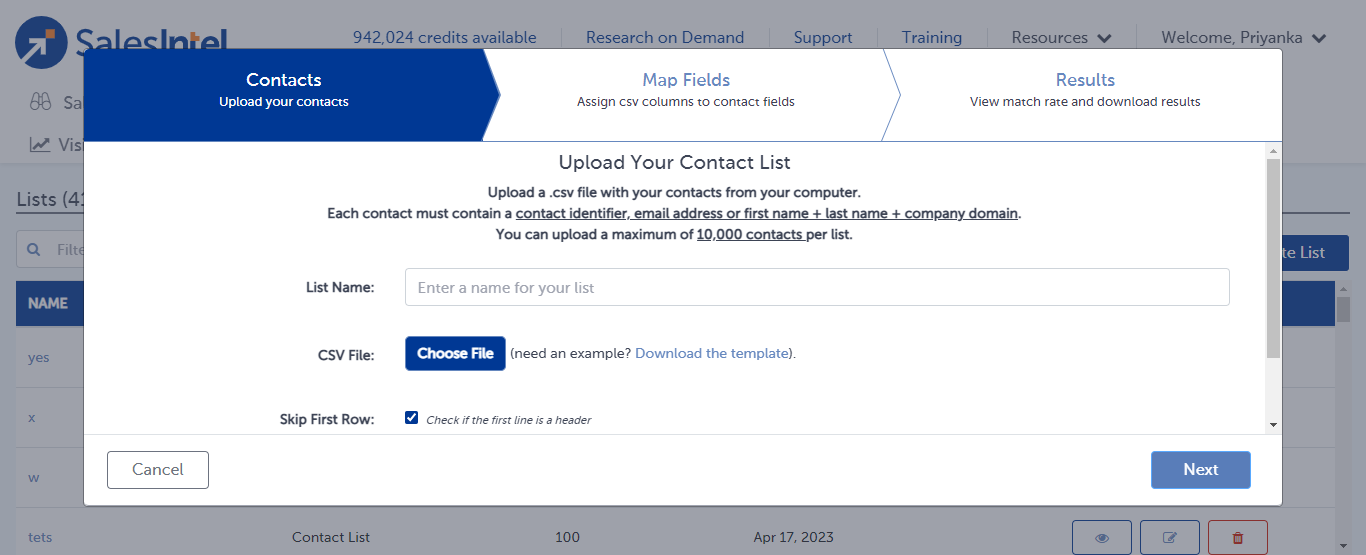 SalesIntel
942,024 credits available
Research on Demand
Support
Training
Resources
Welcome, Priyanka
Contacts
Upload your contacts
Map Fields
Assign csv columns to contact fields
Results
View match rate and download results
Upload Your Contact List
Upload a .csv file with your contacts from your computer.
Each contact must contain a contact identifier, email address or first name + last name + company domain.
You can upload a maximum of 10,000 contacts per list.
Lists (41
List Name:
Enter a name for your list
CSV File:
Choose File
(need an example? Download the template).
Skip First Row:
Check if the first line is a header
Cancel
Next
List
NAME
yes
x
w
tets
Contact List
100
Apr 17, 2023